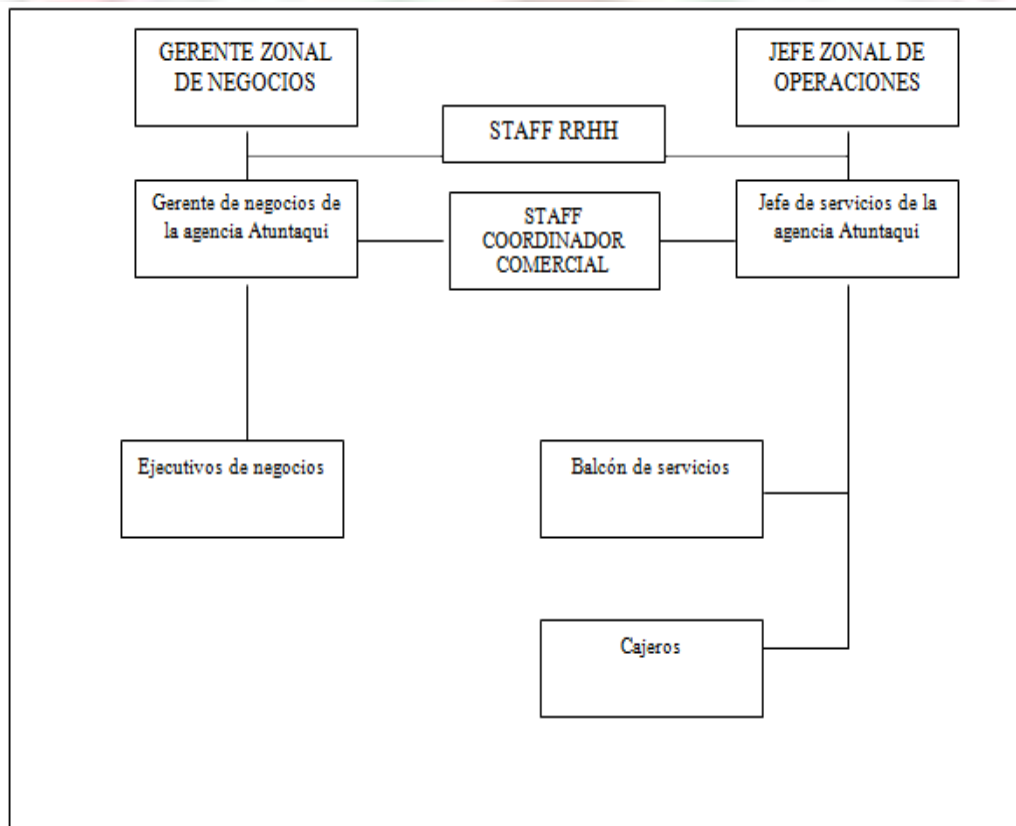 GERENTE ZONAL
DE NEGOCIOS
JEFE ZONAL DE
OPERACIONES
STAFF RRHH
Gerente de negocios de
la agencia Atuntaqui
STAFF
COORDINADOR
COMERCIAL
Jefe de servicios de la
agencia Atuntaqui
Ejecutivos de negocios
Balcón de servicios
Cajeros